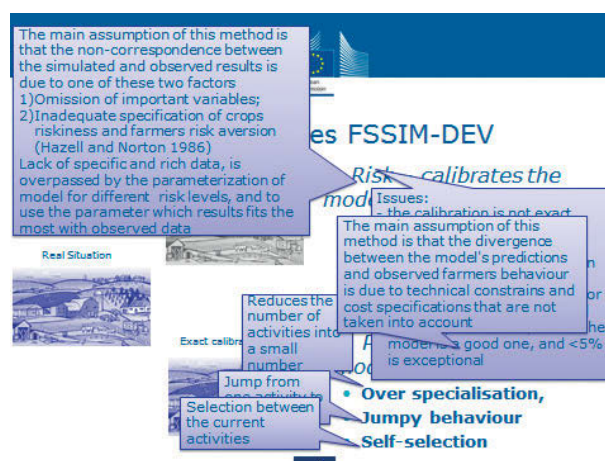 The main assumption of this method is
that the non-correspondence between
the simulated and observed results is
due to one of these two factors
1)Omission of important variables;
2)Inadequate specification of crops
riskiness and farmers risk aversion
(Hazell and Norton 1986)
Lack of specific and rich data, is
overpassed by the parameterization of
model for different risk levels, and to
use the parameter which results fits the
most with observed data
es FSSIM-DEV
Risk - calibrates the
Issues:
- the calibration is not exact
The main assumption of this
method is that the divergence
between the model's predictions
and observed farmers behaviour
is due to technical constrains and
cost specifications that are not
taken into account
model is a good one, and <5%
is exceptional
Real Situation
Exact calibra
Reduces the
number of
activities into
a small
number
Jump from
one activity to
Selection between
the current
activities
• Over specialisation,
• Jumpy behaviour
• Self-selection